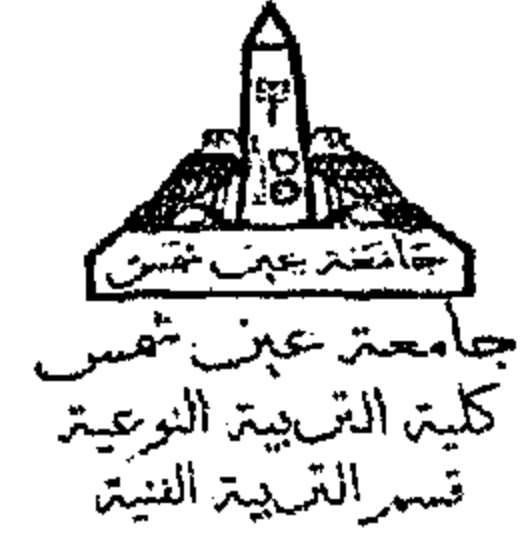 جامعة عين شمس
جامعة عين شمس
كلية التربية النوعية
قسم التربية الفنية